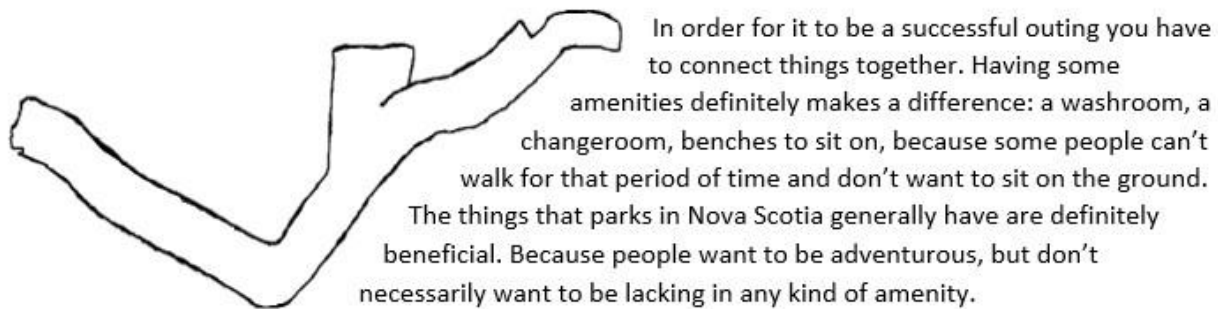 In order for it to be a successful outing you have
to connect things together. Having some
amenities definitely makes a difference: a washroom, a
changeroom, benches to sit on, because some people can’t
walk for that period of time and don’t want to sit on the ground.
The things that parks in Nova Scotia generally have are definitely
beneficial. Because people want to be adventurous, but don’t
necessarily want to be lacking in any kind of amenity.